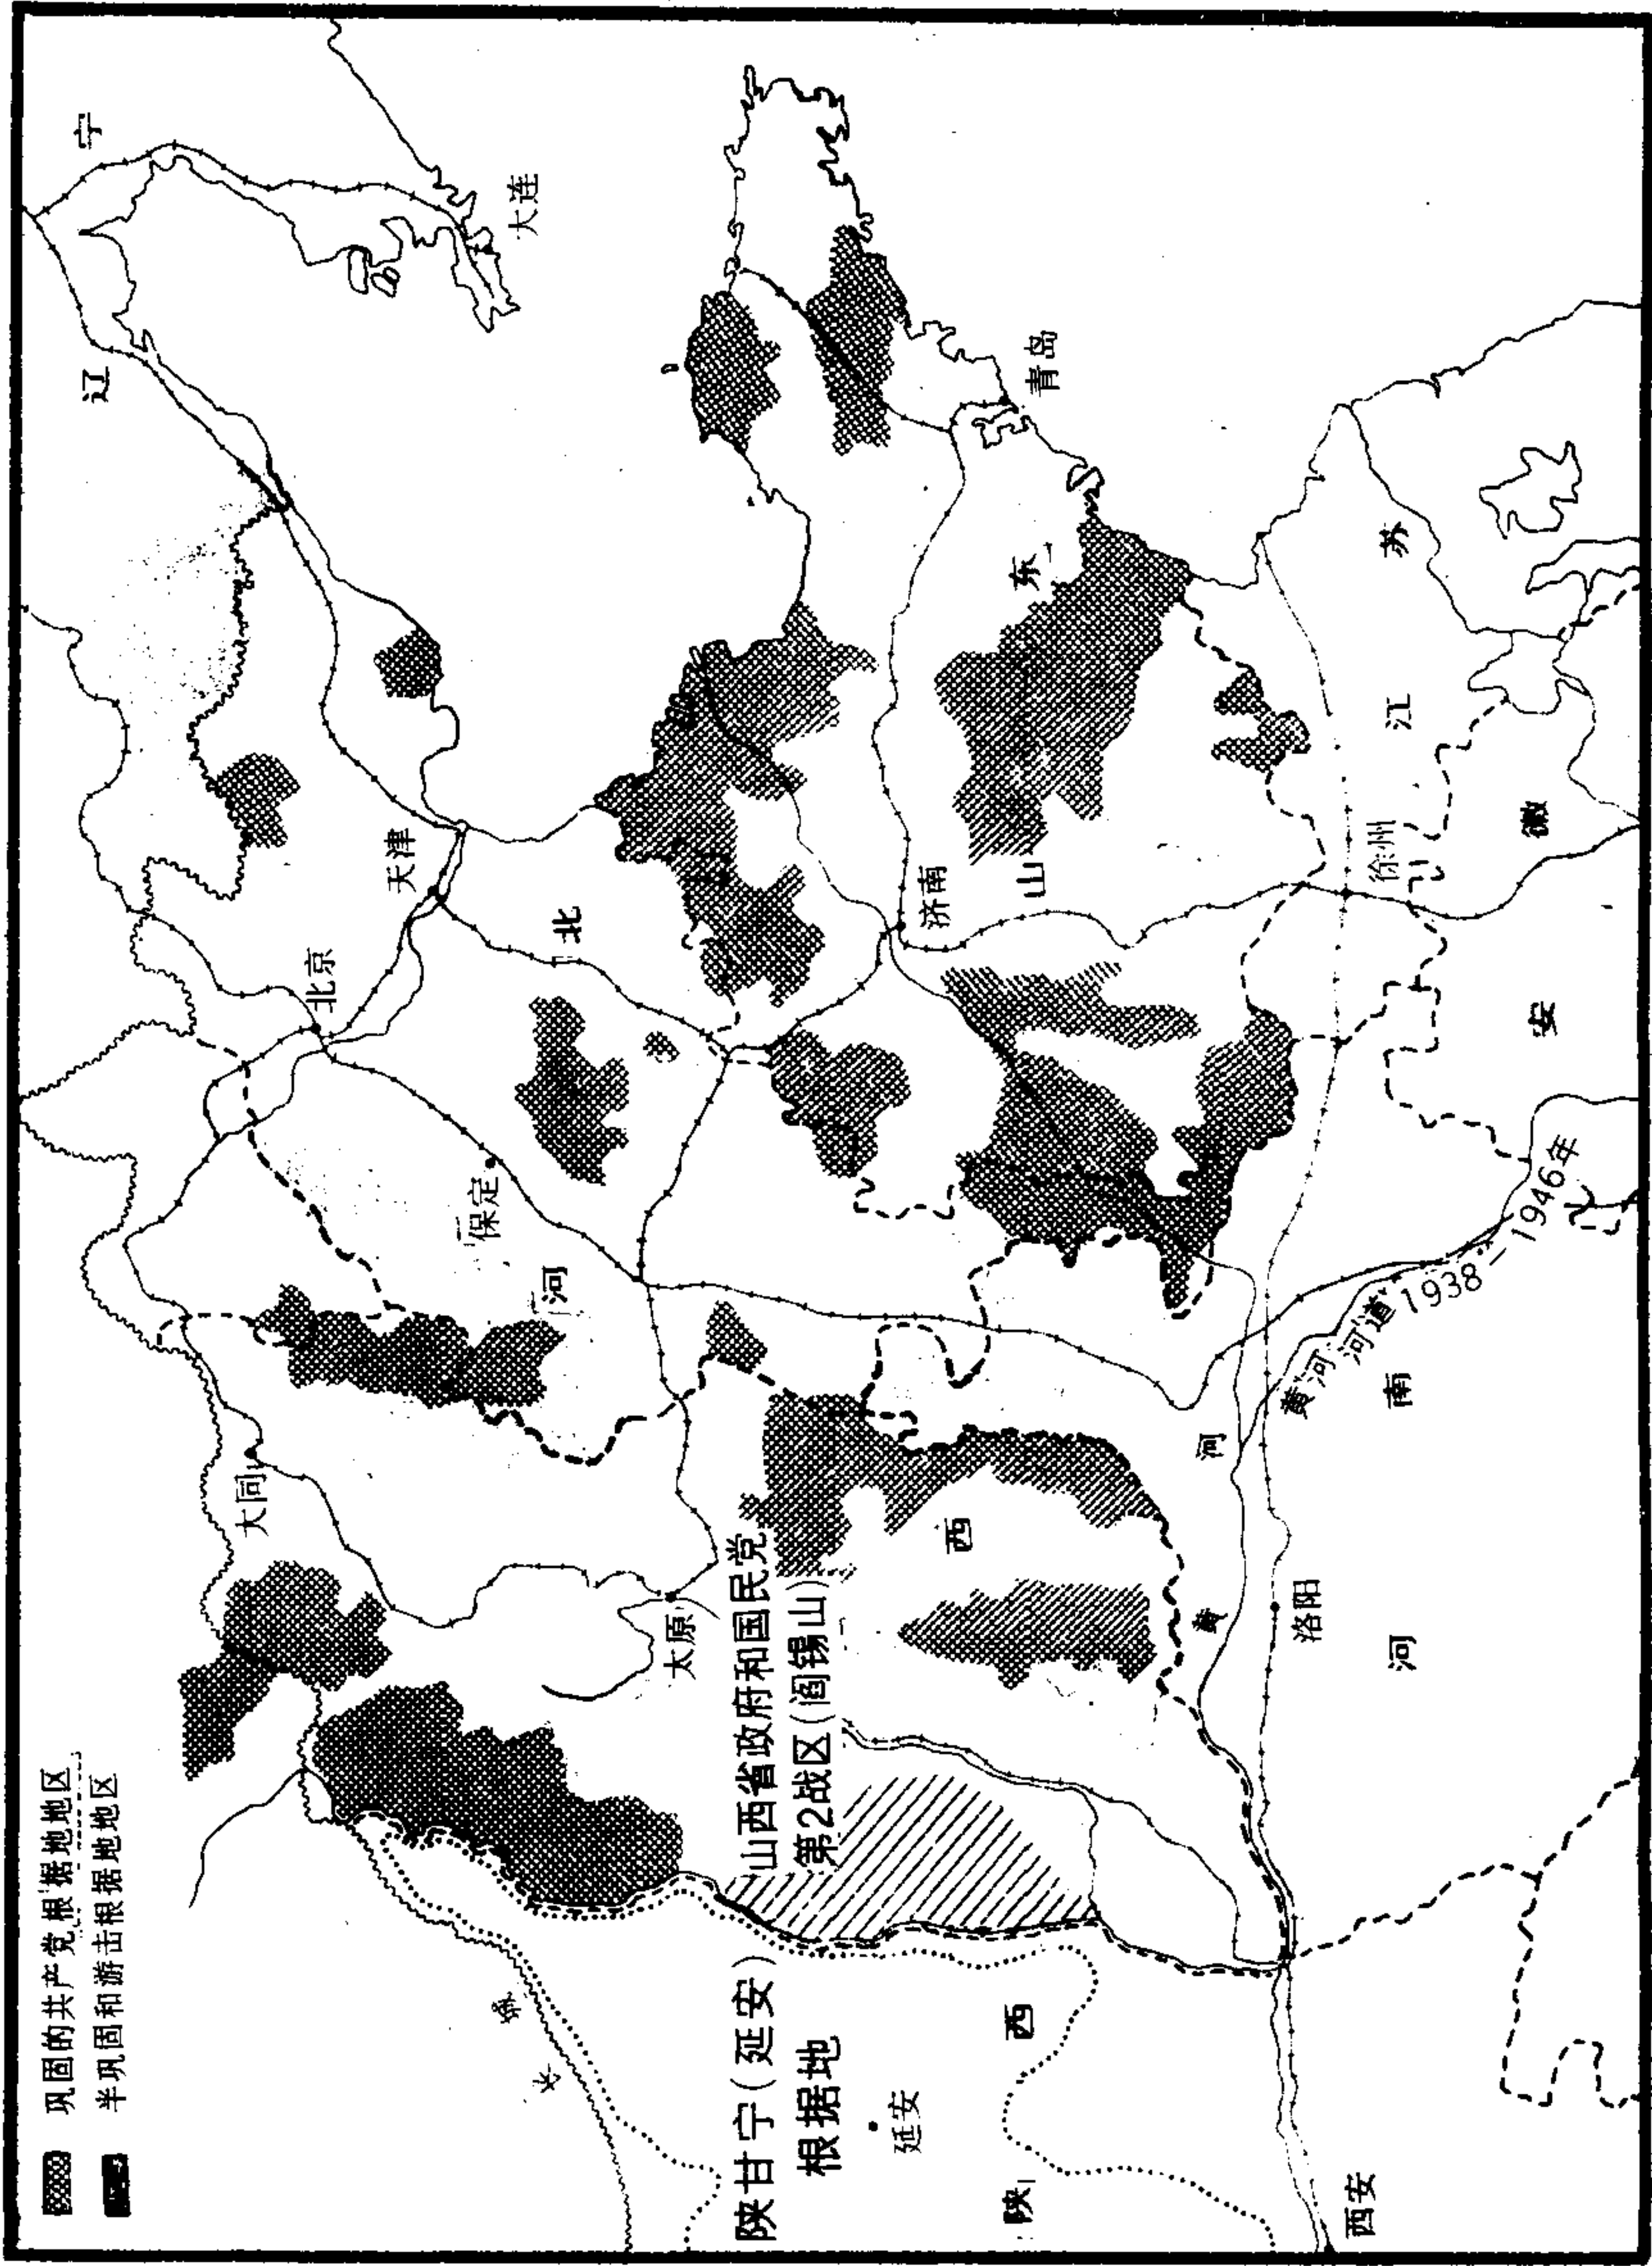 巩固的共产党根据地地区
半巩固和游击根据地地区
辽
宁
大连
北京
天津
保定
河
北
大同
太原
山西省政府和国民党
第2战区(阎锡山)
陕甘宁(延安)
根据地
延安
陕
西
西安
西
济南
青岛
山
东
黄
河
洛阳
黄河河道1938—1946年
河
南
徐州
江
苏
安
徽